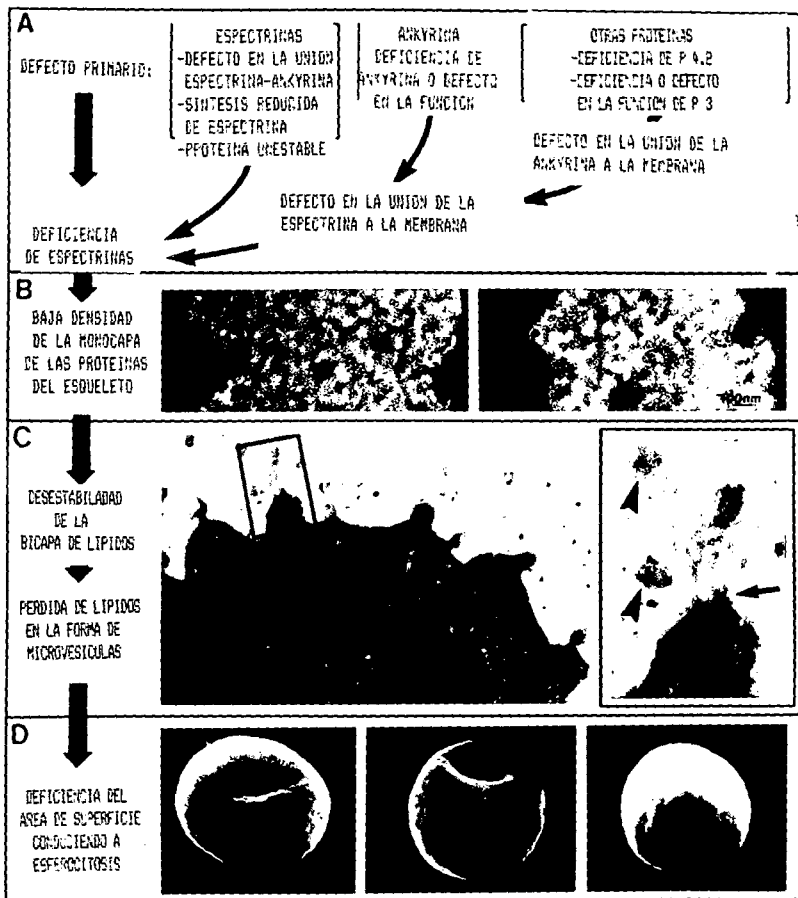 A
DEFECTO PRIMARIO:
ESPECTRINAS
-DEFECTO EN LA UNION
ESPECTRINA-ANKYRINA
-SINTESIS REDUCIDA
DE ESPECTRINA
-PROTEINA UNESTABLE
ANKYRINA
DEFICIENCIA DE
ANKYRINA O DEFECTO
EN LA FUNCION
OTRAS PROTEINAS
-DEFICIENCIA DE P 4.2
-DEFICIENCIA O DEFECTO
EN LA FUNCION DE P 3
DEFECTO EN LA UNION DE LA
ANKYRINA A LA MEMBRANA
DEFECTO EN LA UNION DE LA
ESPECTRINA A LA MEMBRANA
DEFICIENCIA
DE ESPECTRINAS
B
BAJA DENSIDAD
DE LA MONOCAPA
DE LAS PROTEINAS
DEL ESQUELETO
100nm
C
DESESTABILADAD
DE LA
BICAPA DE LIPIDOS
PERDIDA DE LIPIDOS
EN LA FORMA DE
MICROVESICULAS
D
DEFICIENCIA DEL
AREA DE SUPERFICIE
CONDUCIENDO A
ESFEROCITOSIS